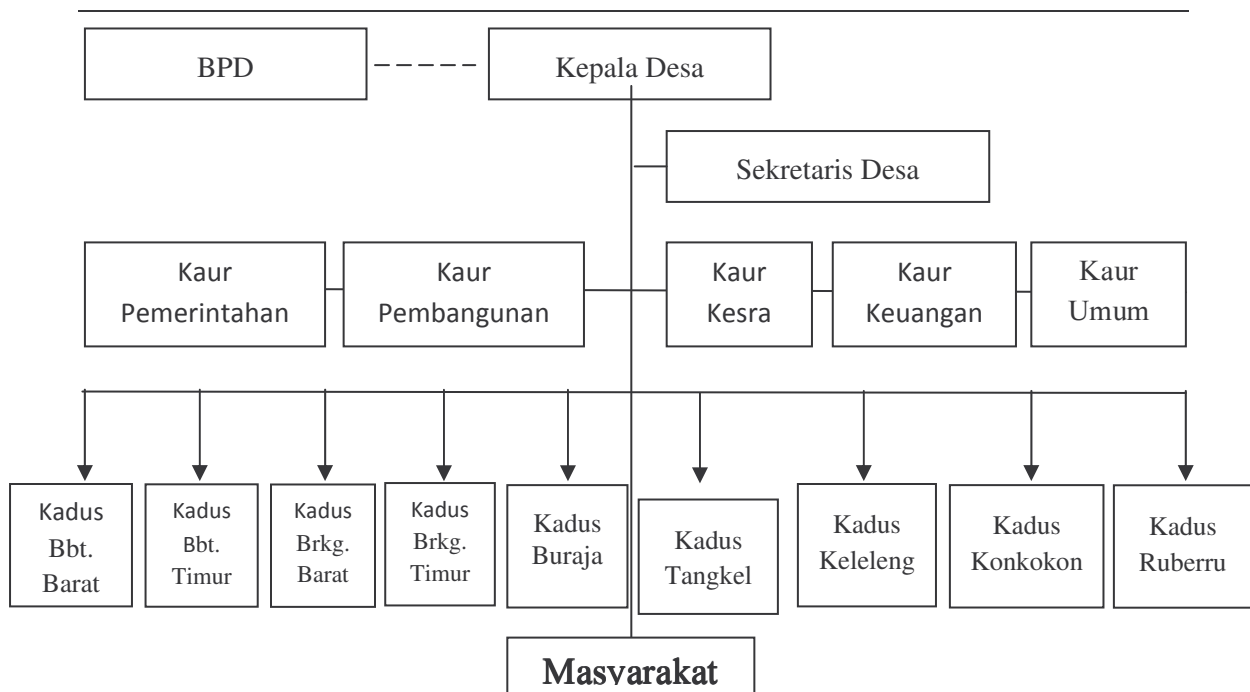 BPD
Kepala Desa
Sekretaris Desa
Kaur
Pemerintahan
Kaur
Pembangunan
Kaur
Kesra
Kaur
Keuangan
Kaur
Umum
Kadus
Bbt.
Barat
Kadus
Bbt.
Timur
Kadus
Brkg.
Barat
Kadus
Brkg.
Timur
Kadus
Buraja
Kadus
Tangkel
Kadus
Keleleng
Kadus
Konkokon
Kadus
Ruberru
Masyarakat